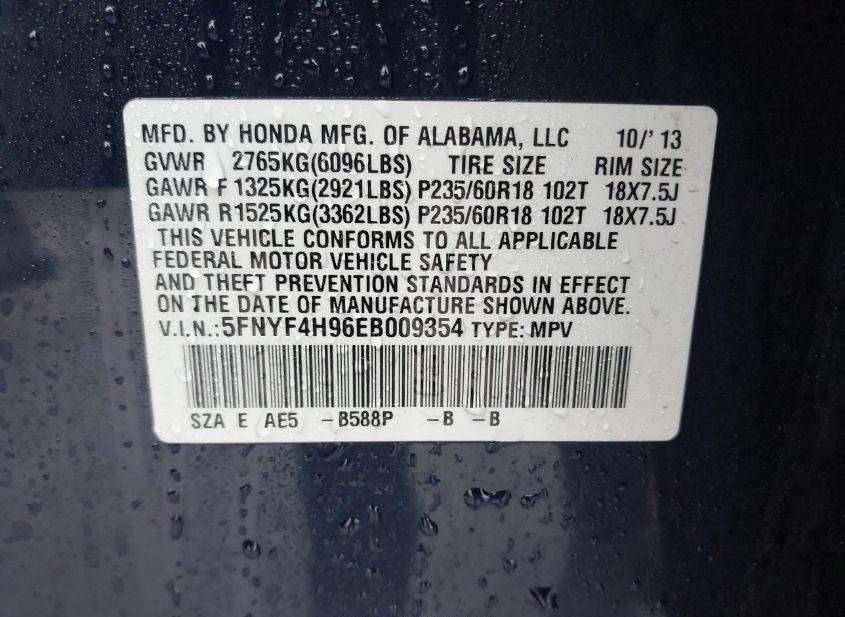 MFD. BY HONDA MFG. OF ALABAMA, LLC 10/' 13
GVWR 2765KG(6096LBS) TIRE SIZE RIM SIZE
GAWR F 1325KG(2921LBS) P235/60R18 102T 18X7.5J
GAWR R1525KG(3362LBS) P235/60R18 102T 18X7.5J
THIS VEHICLE CONFORMS TO ALL APPLICABLE
FEDERAL MOTOR VEHICLE SAFETY
AND THEFT PREVENTION STANDARDS IN EFFECT
ON THE DATE OF MANUFACTURE SHOWN ABOVE.
V.I.N.:5FNYF4H96EB009354 TYPE: MPV
SZA E AE5 -B588P -B -B